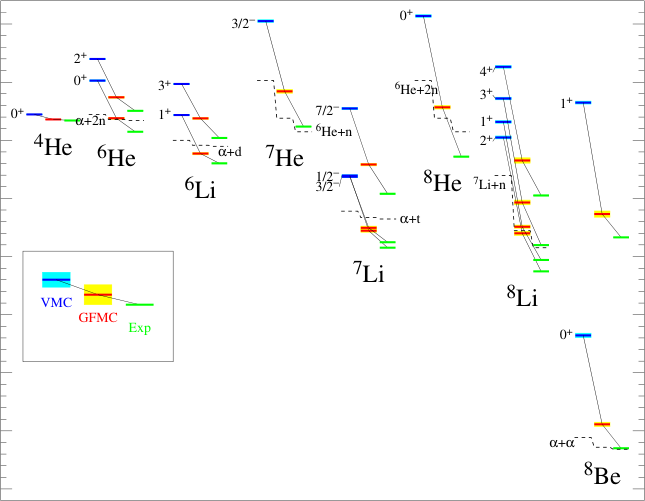 0⁺
⁴He
2⁺
0⁺
α+2n
⁶He
3⁺
1⁺
α+d
⁶Li
3/2⁻
⁶He+n
⁷He
7/2⁻
1/2⁻
3/2⁻
α+t
⁷Li
0⁺
⁶He+2n
⁸He
4⁺
3⁺
1⁺
2⁺
⁷Li+n
⁸Li
1⁺
0⁺
α+α
⁸Be
VMC
GFMC
Exp